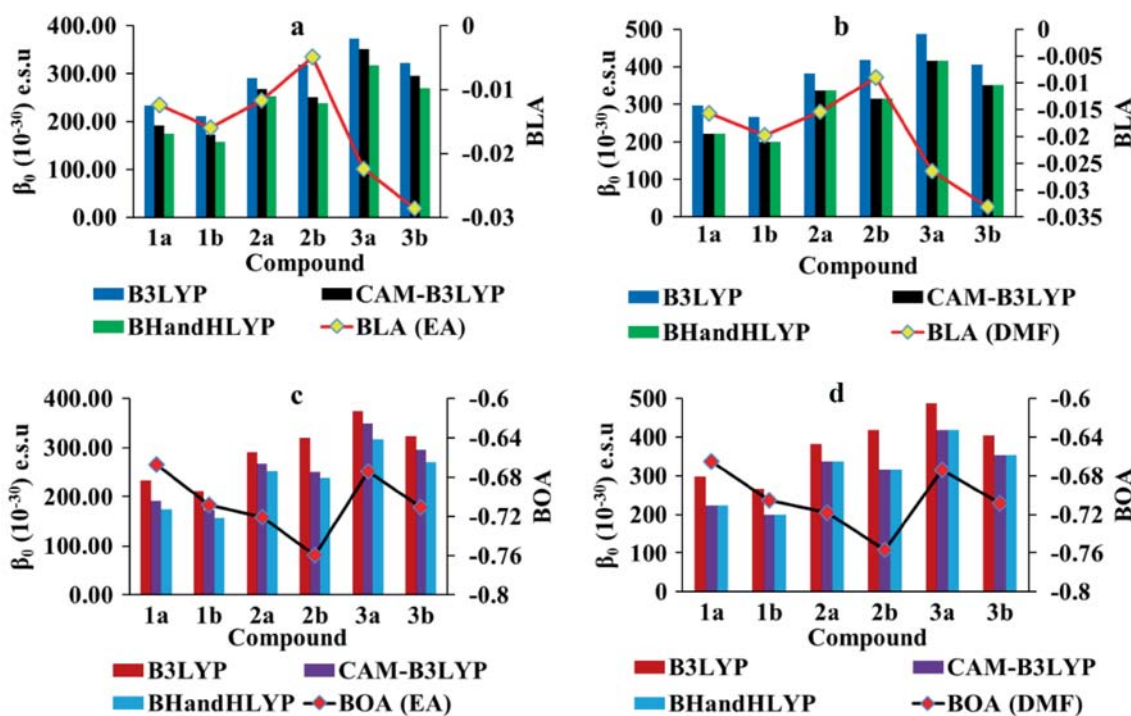 a
400.00
300.00
200.00
100.00
0.00
β₀ (10⁻³⁰) e.s.u
0
-0.01
-0.02
-0.03
BLA
1a 1b 2a 2b 3a 3b
Compound
B3LYP CAM-B3LYP
BHandHLYP BLA (EA)
b
500
400
300
200
100
0
β₀ (10⁻³⁰) e.s.u
0
-0.005
-0.01
-0.015
-0.02
-0.025
-0.03
-0.035
BLA
1a 1b 2a 2b 3a 3b
Compound
B3LYP CAM-B3LYP
BHandHLYP BLA (DMF)
c
400.00
300.00
200.00
100.00
0.00
β₀ (10⁻³⁰) e.s.u
-0.6
-0.64
-0.68
-0.72
-0.76
-0.8
BOA
1a 1b 2a 2b 3a 3b
Compound
B3LYP CAM-B3LYP
BHandHLYP BOA (EA)
d
500
400
300
200
100
0
β₀ (10⁻³⁰) e.s.u
-0.6
-0.64
-0.68
-0.72
-0.76
-0.8
BOA
1a 1b 2a 2b 3a 3b
Compound
B3LYP CAM-B3LYP
BHandHLYP BOA (DMF)